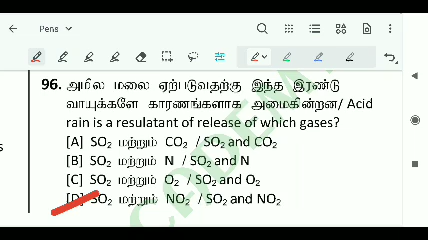 Pens
96. அமில மலை ஏற்படுவதற்கு இந்த இரண்டு
வாயுக்களே காரணங்களாக அமைகின்றன/ Acid
rain is a resulatant of release of which gases?
[A] SO₂ மற்றும் CO₂ / SO₂ and CO₂
[B] SO₂ மற்றும் N / SO₂ and N
[C] SO₂ மற்றும் O₂ / SO₂ and O₂
[D] SO₂ மற்றும் NO₂ / SO₂ and NO₂